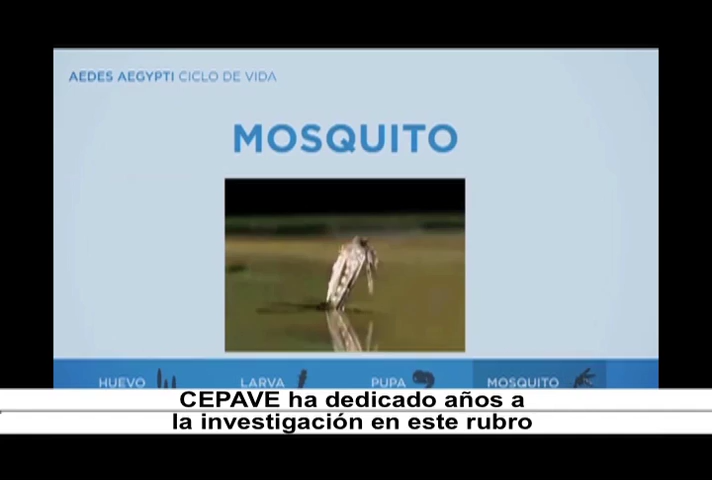 AEDES AEGYPTI CICLO DE VIDA
MOSQUITO
HUEVO LARVA PUPA MOSQUITO
CEPAVE ha dedicado años a
la investigación en este rubro